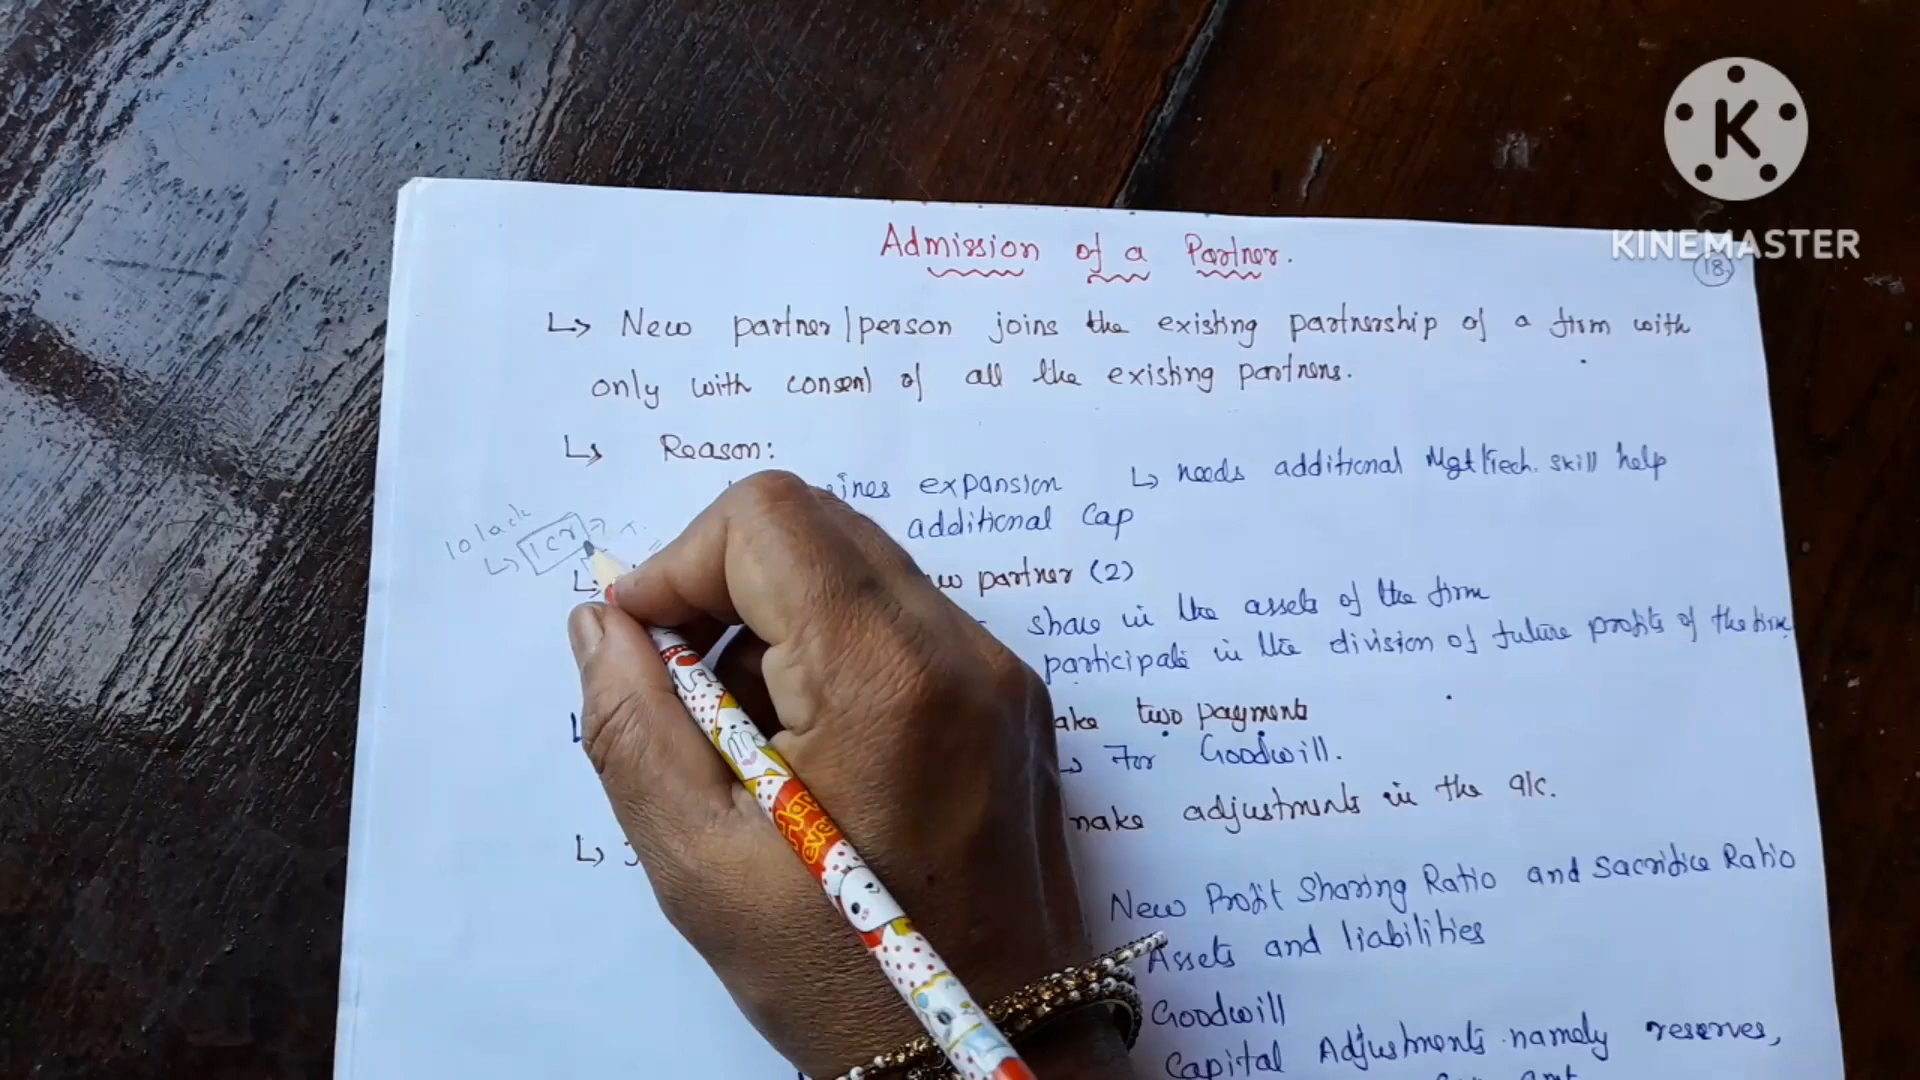 KINEMASTER
18
Admission of a Partner.
↳ New partner/person joins the existing partnership of a firm with
only with consent of all the existing partners.
↳ Reason:
expansion ↳ needs additional Mgt/Tech. skill help
additional Cap
10 lack
↳ 1 cr
partner (2)
share in the assets of the firm
participate in the division of future profits of the firm
two payments
→ For Goodwill.
make adjustments in the a/c.
New Profit Sharing Ratio and Sacrifice Ratio
Assets and liabilities
Goodwill
Capital Adjustments namely reserves,